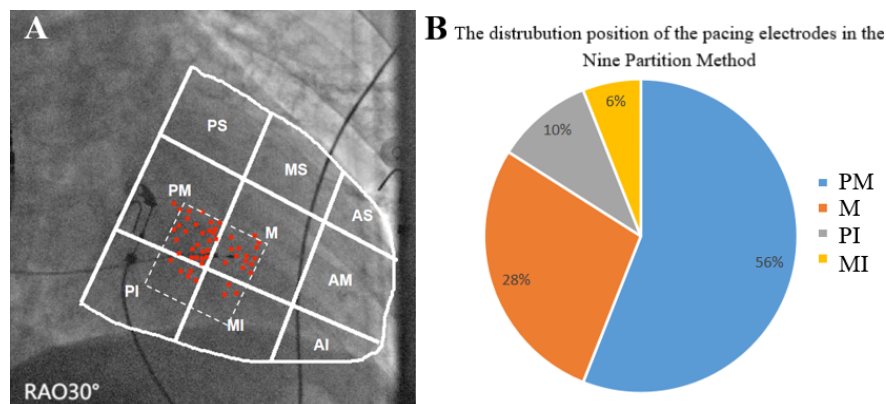 A
PS
MS
PM
AS
M
AM
PI
MI
AI
RAO30°
B The distrubution position of the pacing electrodes in the
Nine Partition Method
6%
10%
28%
56%
PM
M
PI
MI